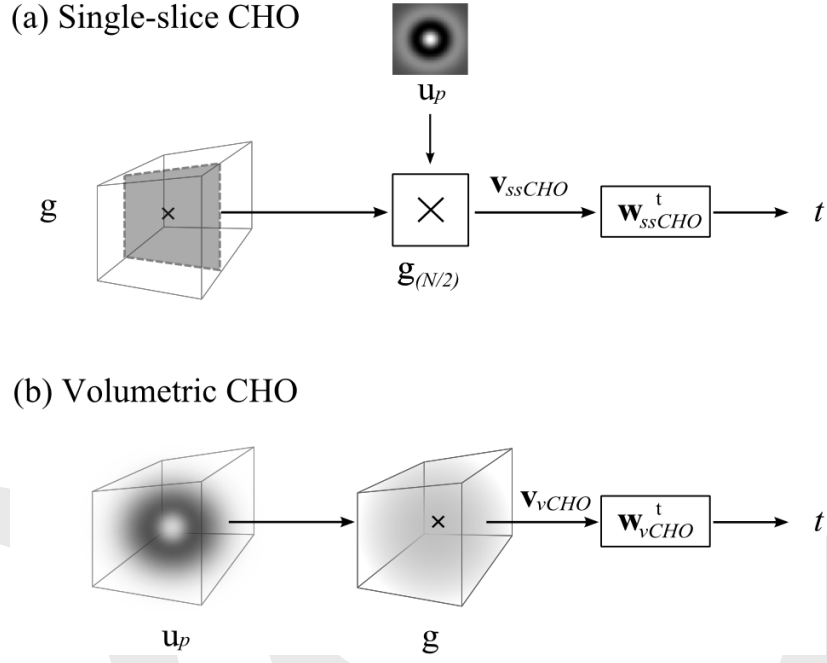 (a) Single-slice CHO
u_p
g
×
×
v_ssCHO
w^t_ssCHO
t
g_(N/2)
(b) Volumetric CHO
×
v_vCHO
w^t_vCHO
t
u_p
g